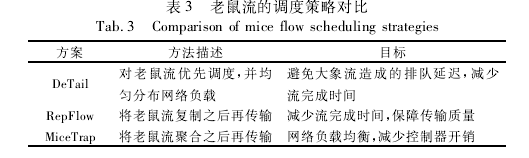 表 3 老鼠流的调度策略对比
Tab. 3 Comparison of mice flow scheduling strategies
方案 方法描述 目标
DeTail 对老鼠流优先调度，并均匀分布网络负载 避免大象流造成的排队延迟，减少流完成时间
RepFlow 将老鼠流复制之后再传输 减少流完成时间，保障传输质量
MiceTrap 将老鼠流聚合之后再传输 网络负载均衡，减少控制器开销